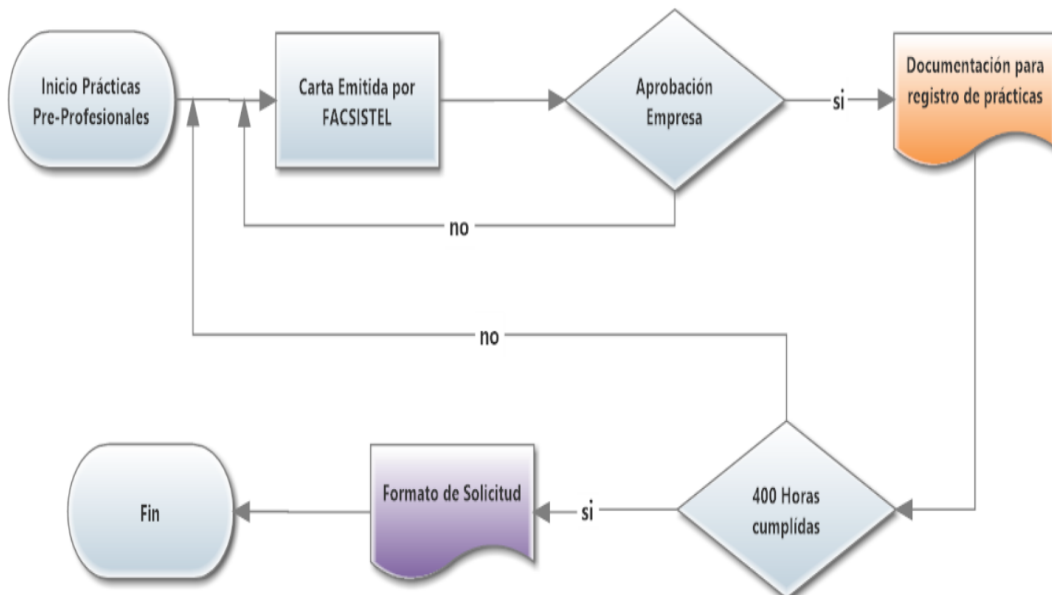 Inicio Prácticas
Pre-Profesionales
Carta Emitida por
FACSISTEL
Aprobación
Empresa
si
Documentación para
registro de prácticas
no
no
400 Horas
cumplídas
si
Formato de Solicitud
Fin